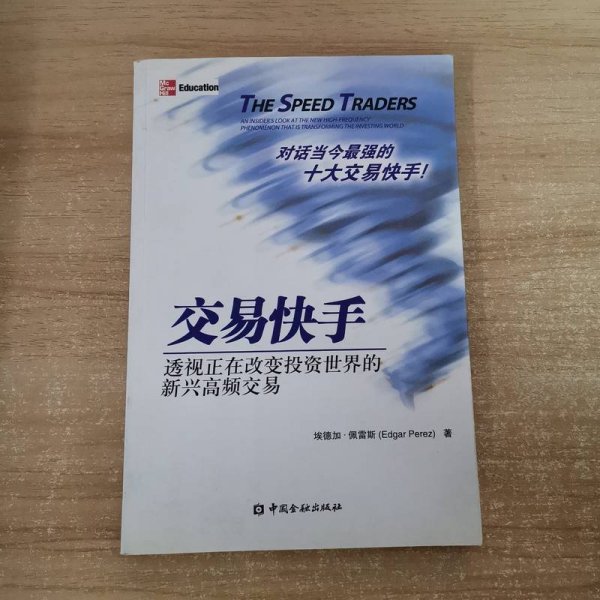 Mc
Graw
Hill
Education
THE SPEED TRADERS
AN INSIDER'S LOOK AT THE NEW HIGH-FREQUENCY
PHENOMENON THAT IS TRANSFORMING THE INVESTING WORLD
对话当今最强的
十大交易快手！
交易快手
透视正在改变投资世界的
新兴高频交易
埃德加·佩雷斯 (Edgar Perez) 著
中国金融出版社